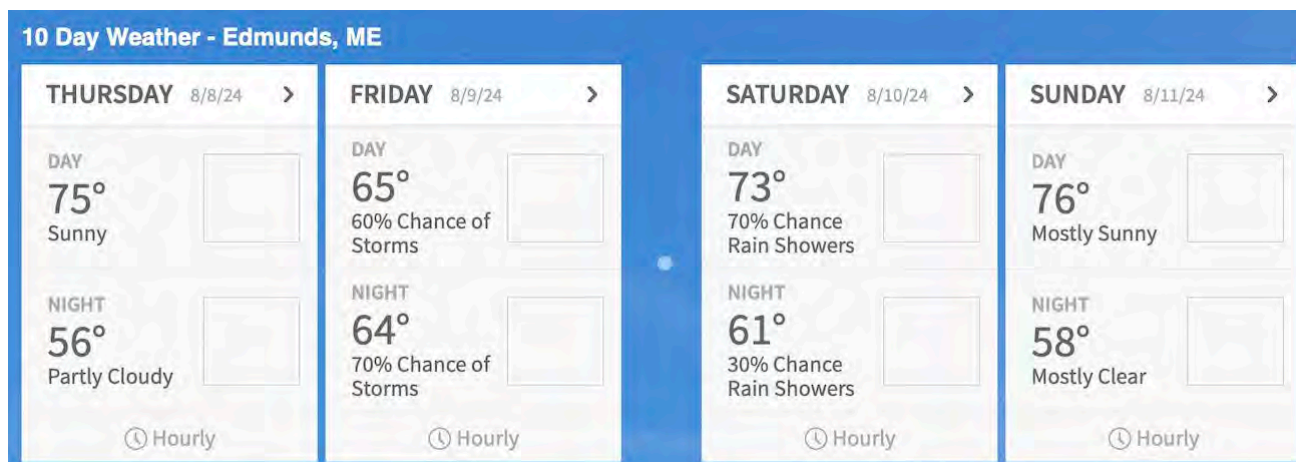 10 Day Weather - Edmunds, ME
THURSDAY 8/8/24
DAY
75°
Sunny
NIGHT
56°
Partly Cloudy
Hourly
FRIDAY 8/9/24
DAY
65°
60% Chance of
Storms
NIGHT
64°
70% Chance of
Storms
Hourly
SATURDAY 8/10/24
DAY
73°
70% Chance
Rain Showers
NIGHT
61°
30% Chance
Rain Showers
Hourly
SUNDAY 8/11/24
DAY
76°
Mostly Sunny
NIGHT
58°
Mostly Clear
Hourly